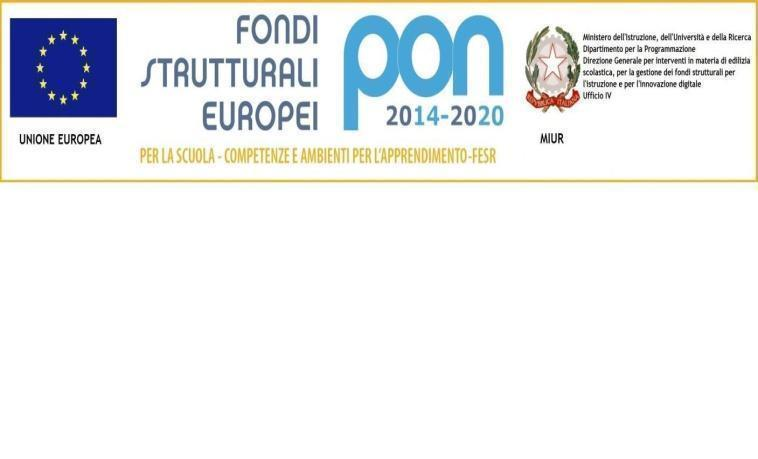 UNIONE EUROPEA
FONDI
STRUTTURALI
EUROPEI
pon
2014-2020
PER LA SCUOLA - COMPETENZE E AMBIENTI PER L'APPRENDIMENTO-FESR
REPVBBLICA ITALIANA
MIUR
Ministero dell'Istruzione, dell'Università e della Ricerca
Dipartimento per la Programmazione
Direzione Generale per interventi in materia di edilizia
scolastica, per la gestione dei fondi strutturali per
l'Istruzione e per l'Innovazione digitale
Ufficio IV